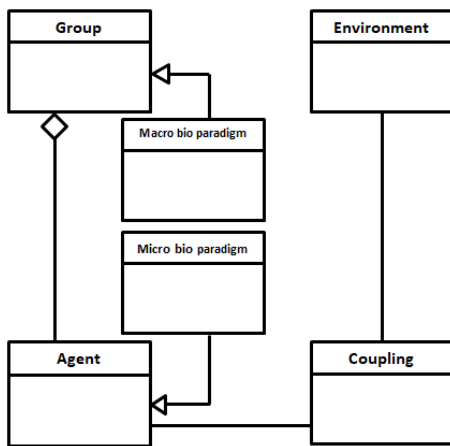 Group
Environment
Macro bio paradigm
Micro bio paradigm
Agent
Coupling